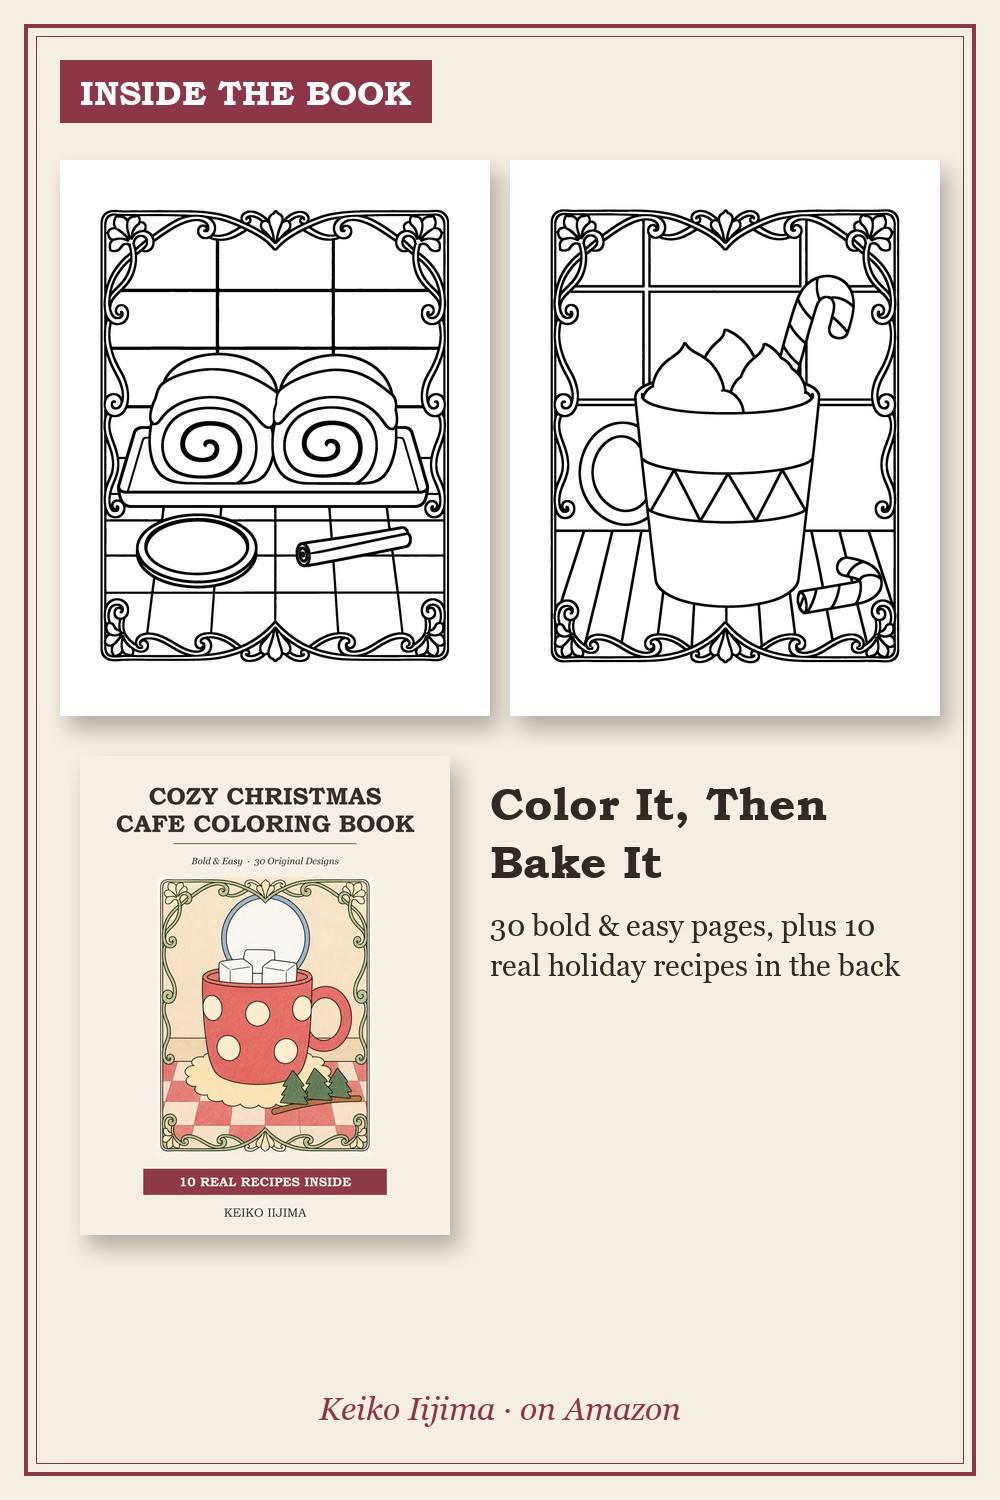 INSIDE THE BOOK
COZY CHRISTMAS
CAFE COLORING BOOK
Bold & Easy · 30 Original Designs
10 REAL RECIPES INSIDE
KEIKO IIJIMA
Color It, Then
Bake It
30 bold & easy pages, plus 10
real holiday recipes in the back
Keiko Iijima · on Amazon